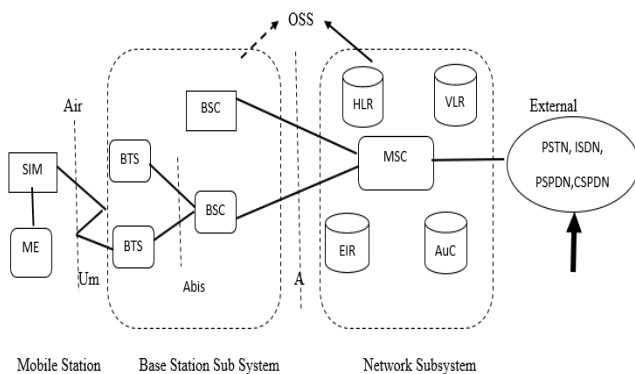 OSS
Air
External
BSC
HLR
VLR
SIM
BTS
MSC
PSTN, ISDN,
PSPDN,CSPDN
ME
BTS
BSC
EIR
AuC
Um
Abis
A
Mobile Station
Base Station Sub System
Network Subsystem